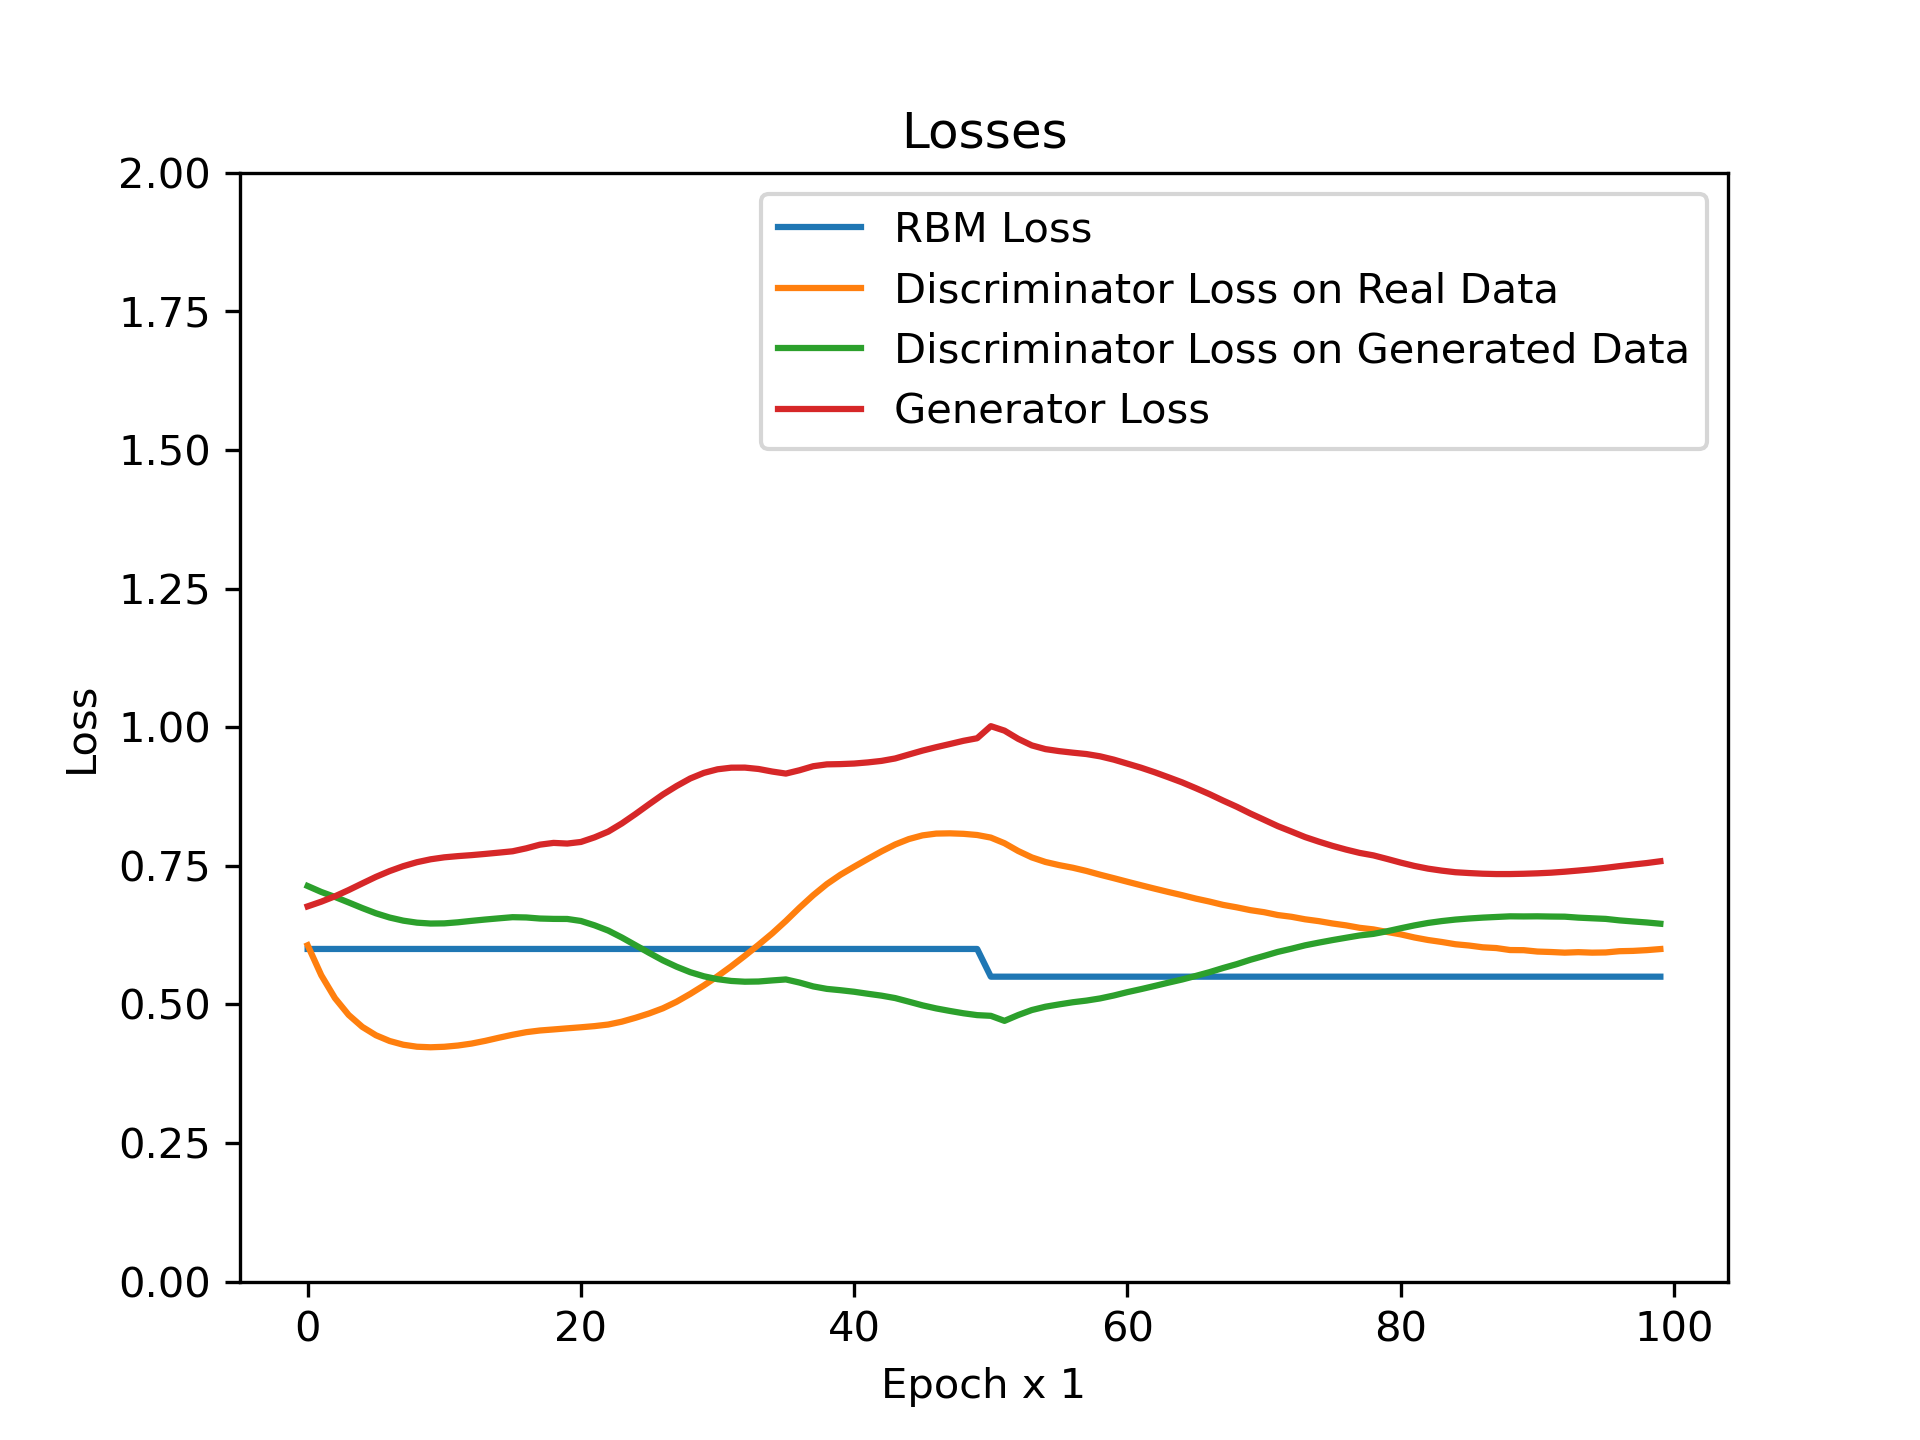 Losses
2.00
1.75
1.50
1.25
1.00
0.75
0.50
0.25
0.00
Loss
RBM Loss
Discriminator Loss on Real Data
Discriminator Loss on Generated Data
Generator Loss
0 20 40 60 80 100
Epoch x 1